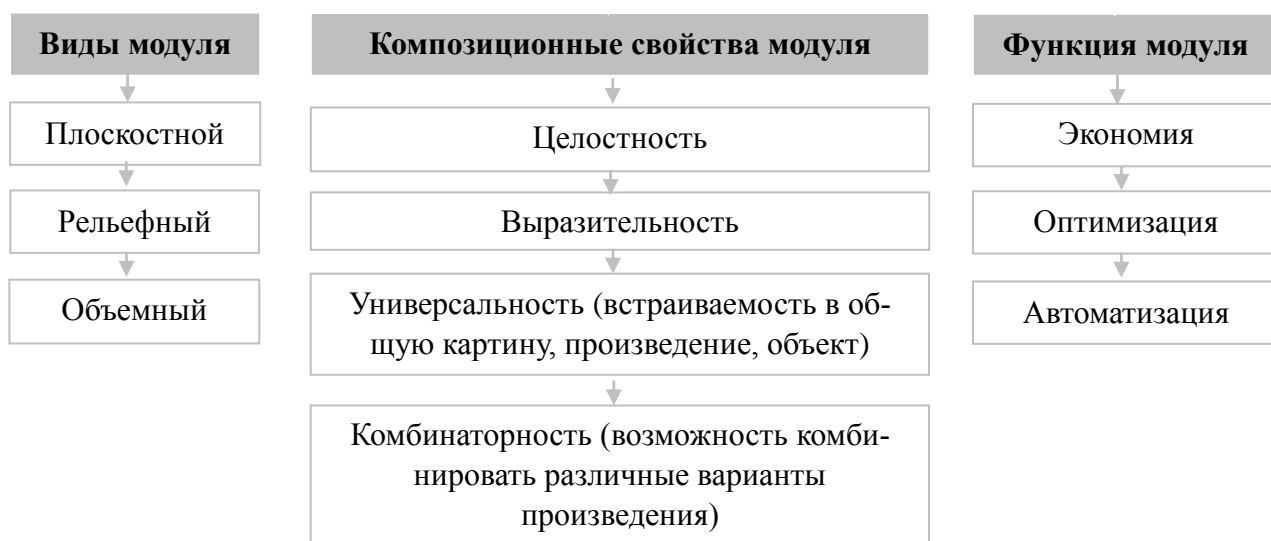 Виды модуля
Плоскостной
Рельефный
Объемный
Композиционные свойства модуля
Целостность
Выразительность
Универсальность (встраиваемость в об-
щую картину, произведение, объект)
Комбинаторность (возможность комби-
нировать различные варианты
произведения)
Функция модуля
Экономия
Оптимизация
Автоматизация